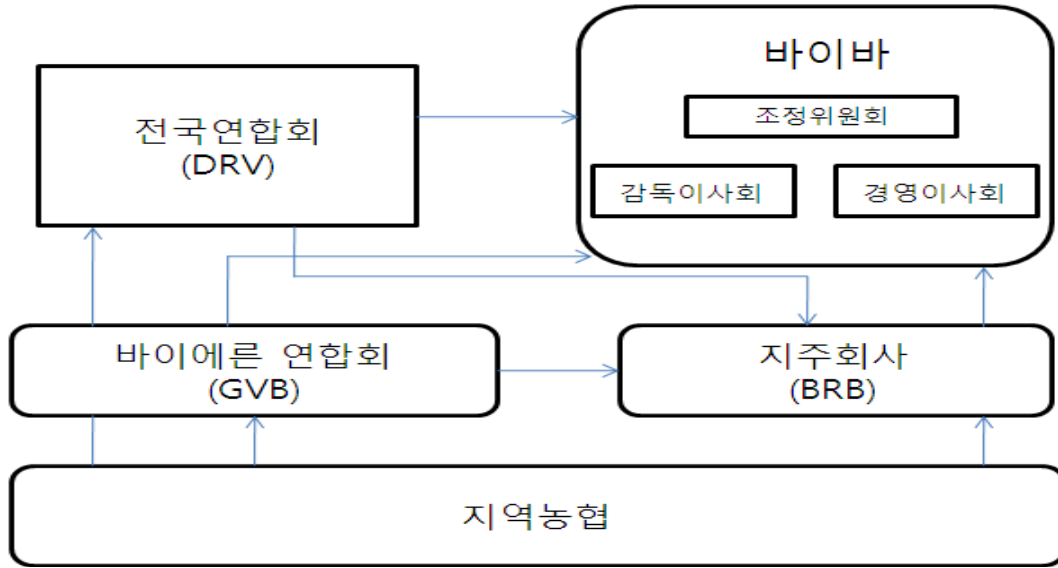 바이바
조정위원회
감독이사회
경영이사회
전국연합회
(DRV)
바이에른 연합회
(GVB)
지주회사
(BRB)
지역농협